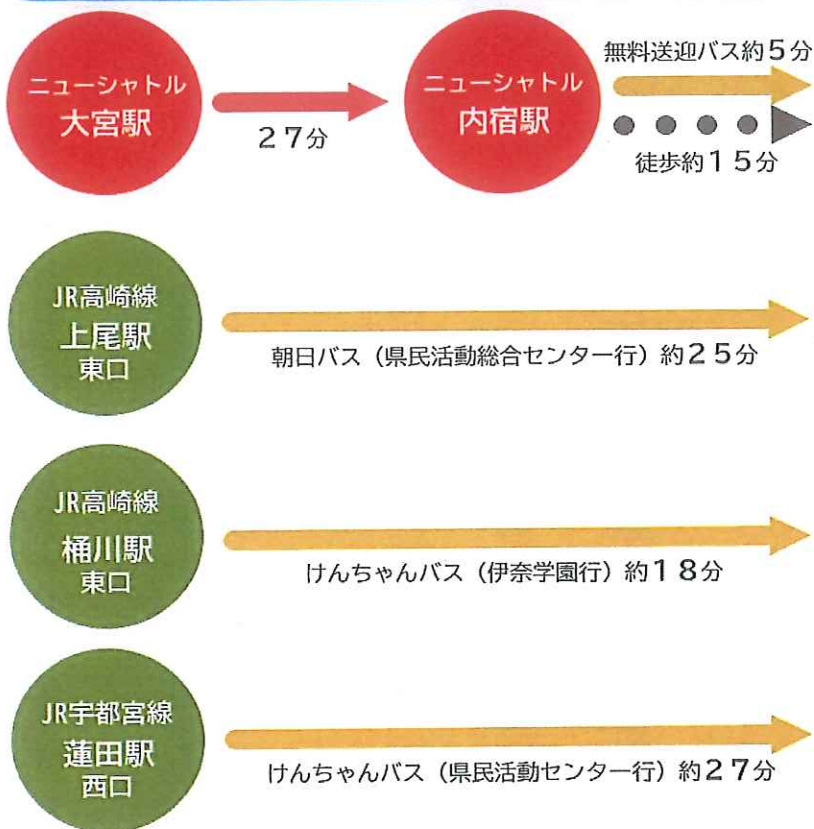 ニューシャトル
大宮駅
27分
ニューシャトル
内宿駅
無料送迎バス約5分
徒歩約15分
JR高崎線
上尾駅
東口
朝日バス（県民活動総合センター行）約25分
JR高崎線
桶川駅
東口
けんちゃんバス（伊奈学園行）約18分
JR宇都宮線
蓮田駅
西口
けんちゃんバス（県民活動センター行）約27分